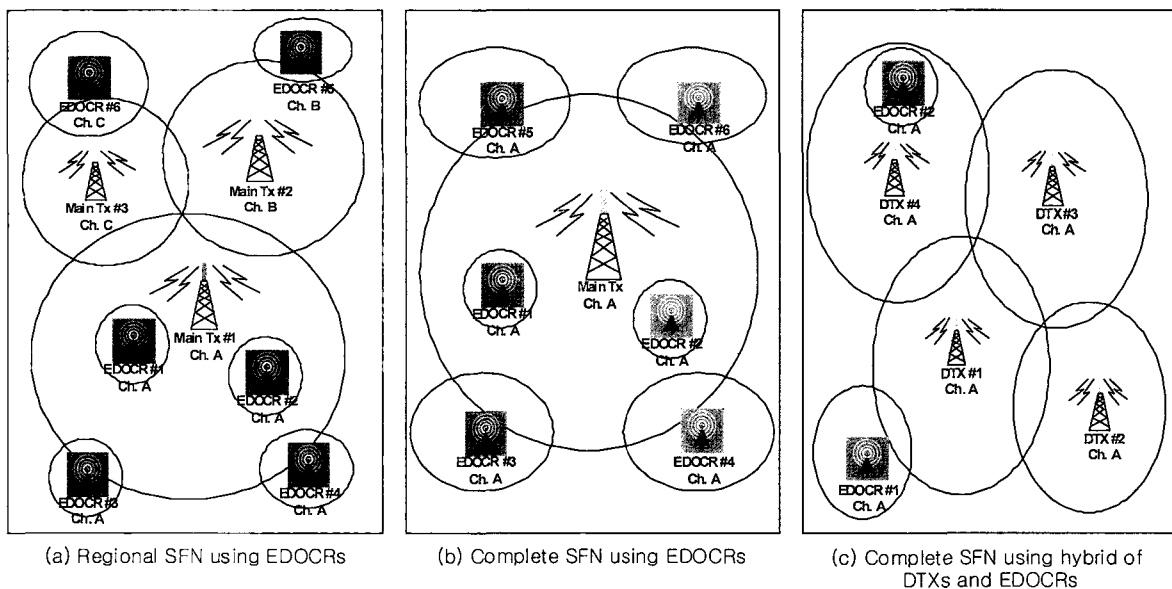 EDOCR #6
Ch. C
EDOCR #5
Ch. B
Main Tx #3
Ch. C
Main Tx #2
Ch. B
Main Tx #1
Ch. A
EDOCR #1
Ch. A
EDOCR #2
Ch. A
EDOCR #3
Ch. A
EDOCR #4
Ch. A
(a) Regional SFN using EDOCRs
EDOCR #5
Ch. A
EDOCR #6
Ch. A
Main Tx
Ch. A
EDOCR #1
Ch. A
EDOCR #2
Ch. A
EDOCR #3
Ch. A
EDOCR #4
Ch. A
(b) Complete SFN using EDOCRs
EDOCR #2
Ch. A
DTX #4
Ch. A
DTX #3
Ch. A
DTX #1
Ch. A
DTX #2
Ch. A
EDOCR #1
Ch. A
(c) Complete SFN using hybrid of
DTXs and EDOCRs